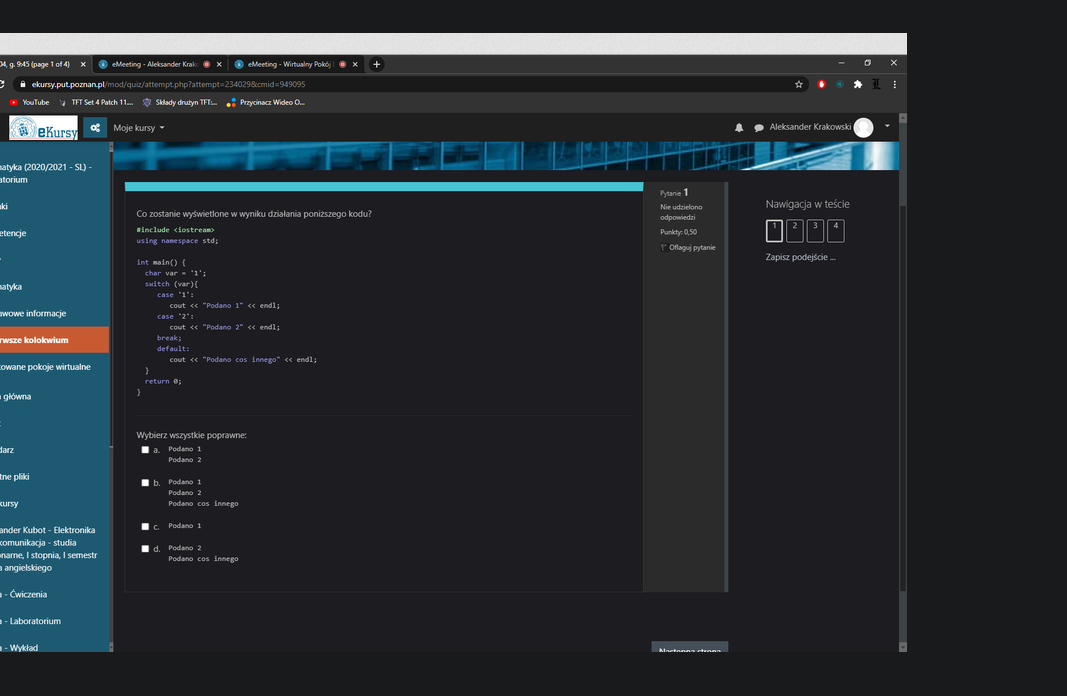 04, g. 9:45 (page 1 of 4)
eMeeting - Aleksander Krak
eMeeting - Wirtualny Pokój
ekursy.put.poznan.pl/mod/quiz/attempt.php?attempt=234029&cmid=949095
YouTube
TFT Set 4 Patch 11....
Składy drużyn TFT:...
Przycinacz Wideo O...
eKursy
Moje kursy
Aleksander Krakowski
natyka (2020/2021 - SL) -
atorium
ki
etencje
natyka
awowe informacje
rwsze kolokwium
owane pokoje wirtualne
główna
darz
tne pliki
kursy
ander Kubot - Elektronika
komunikacja - studia
onarne, I stopnia, I semestr
a angielskiego
a - Ćwiczenia
a - Laboratorium
a - Wykład
Co zostanie wyświetlone w wyniku działania poniższego kodu?
#include <iostream>
using namespace std;
int main() {
char var = '1';
switch (var){
case '1':
cout << "Podano 1" << endl;
case '2':
cout << "Podano 2" << endl;
break;
default:
cout << "Podano cos innego" << endl;
}
return 0;
}
Wybierz wszystkie poprawne:
a. Podano 1
Podano 2
b. Podano 1
Podano 2
Podano cos innego
c. Podano 1
d. Podano 2
Podano cos innego
Pytanie 1
Nie udzielono
odpowiedzi
Punkty: 0,50
Oflaguj pytanie
Nawigacja w teście
1 2 3 4
Zapisz podejście ...
Następna strona